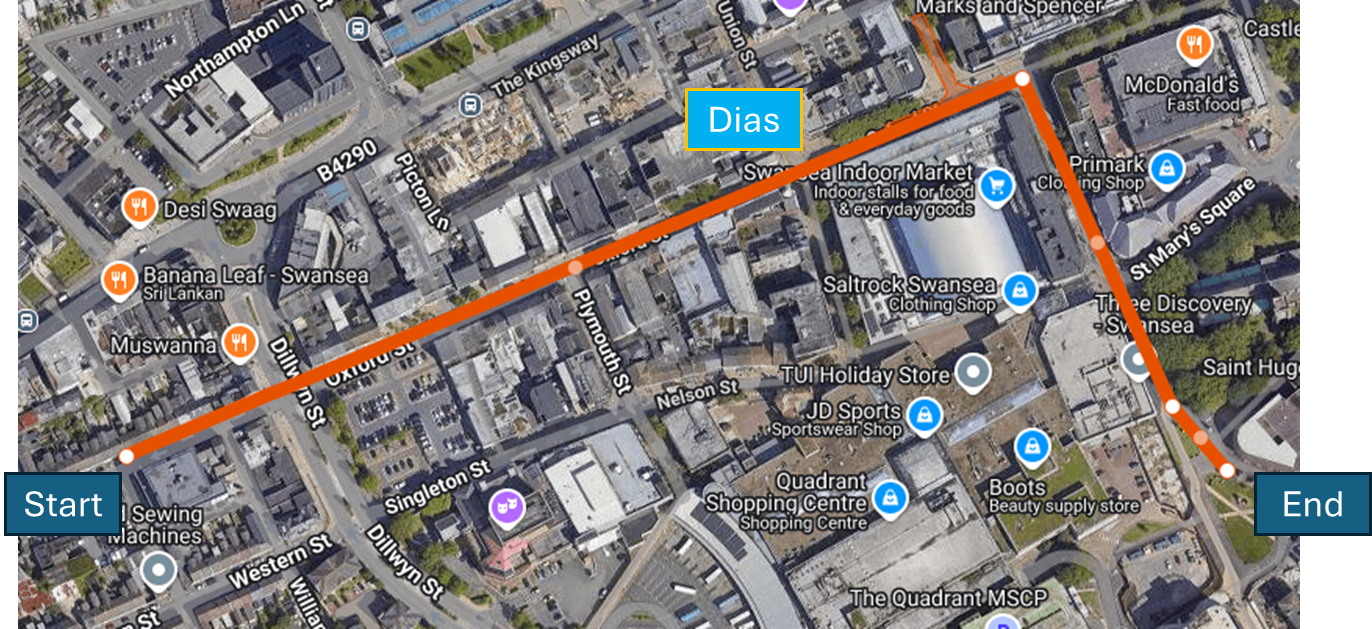 Marks and Spencer
Castle
Northampton Ln
Union St
The Kingsway
McDonald's
Fast food
Dias
B4290
Picton Ln
Swansea Indoor Market
Indoor stalls for food
& everyday goods
Primark
Clothing Shop
St Mary's Square
Desi Swaag
Banana Leaf - Swansea
Sri Lankan
Oxford St
Saltrock Swansea
Clothing Shop
Three Discovery
- Swansea
Plymouth St
Muswanna
Dillwyn St
Oxford St
TUI Holiday Store
Saint Hug
Nelson St
JD Sports
Sportswear Shop
Singleton St
Quadrant
Shopping Centre
Shopping Centre
Boots
Beauty supply store
Start
End
Sewing
Machines
Western St
Dillwyn St
William
The Quadrant MSCP
St